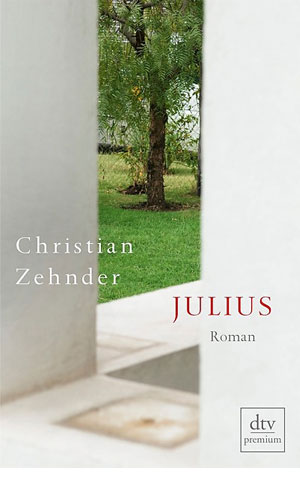 Christian
Zehnder
JULIUS
Roman
dtv
premium